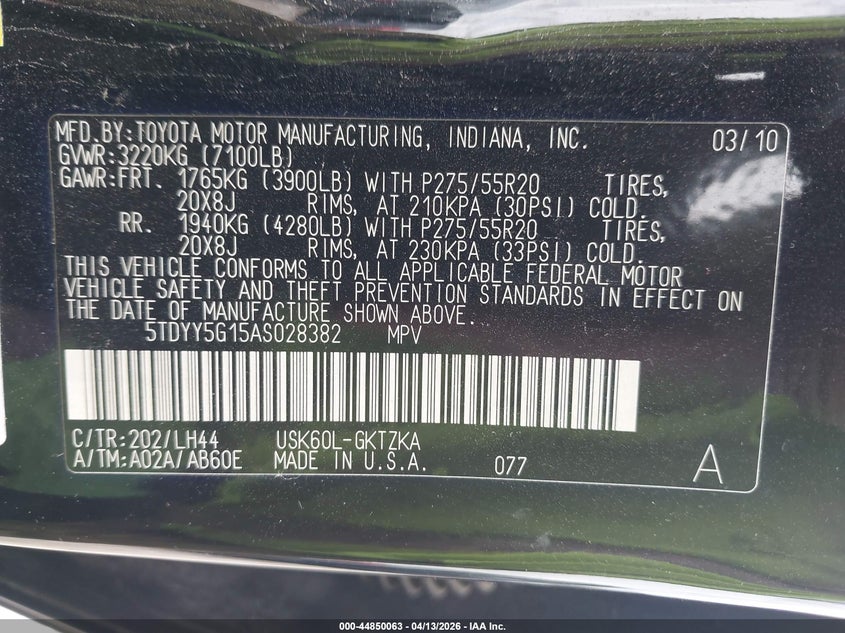 MFD.BY:TOYOTA MOTOR MANUFACTURING, INDIANA, INC. 03/10
GVWR:3220KG (7100LB)
GAWR:FRT. 1765KG (3900LB) WITH P275/55R20 TIRES,
20X8J RIMS, AT 210KPA (30PSI) COLD.
RR. 1940KG (4280LB) WITH P275/55R20 TIRES,
20X8J RIMS, AT 230KPA (33PSI) COLD.
THIS VEHICLE CONFORMS TO ALL APPLICABLE FEDERAL MOTOR
VEHICLE SAFETY AND THEFT PREVENTION STANDARDS IN EFFECT ON
THE DATE OF MANUFACTURE SHOWN ABOVE.
5TDYY5G15AS028382 MPV
C/TR:202/LH44 USK60L-GKTZKA
A/TM:A02A/AB60E MADE IN U.S.A. 077 A
000-44850063 - 04/13/2026 - IAA Inc.